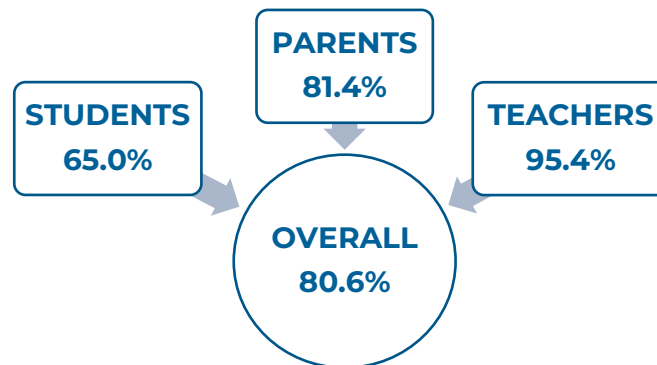 PARENTS
81.4%
STUDENTS
65.0%
TEACHERS
95.4%
OVERALL
80.6%